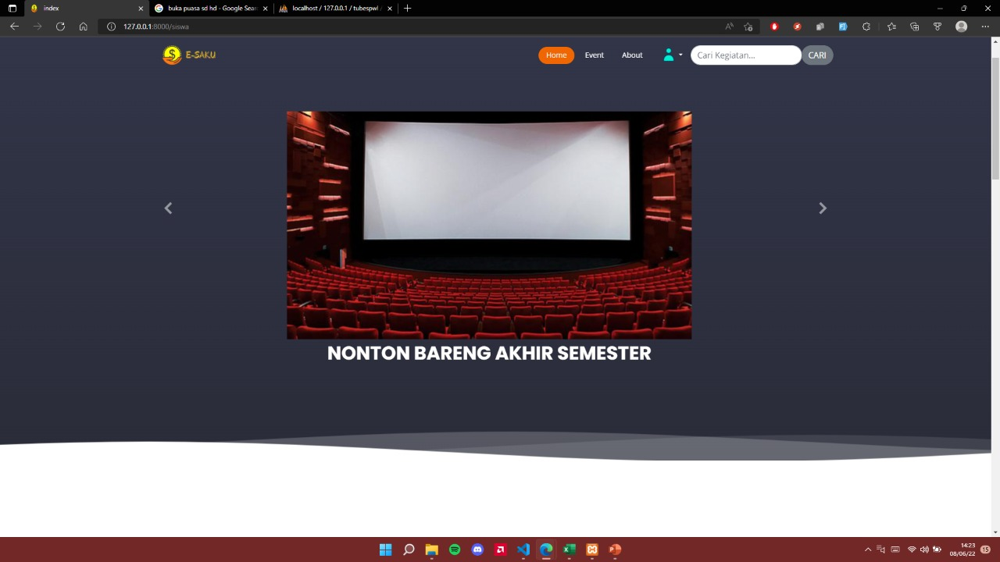 index
buka puasa sd hd - Google Sear
localhost / 127.0.0.1 / tubespwl /
127.0.0.1:8000/siswa
E-SAKU
Home
Event
About
Cari Kegiatan...
CARI
NONTON BARENG AKHIR SEMESTER
14:23
08/06/22
15